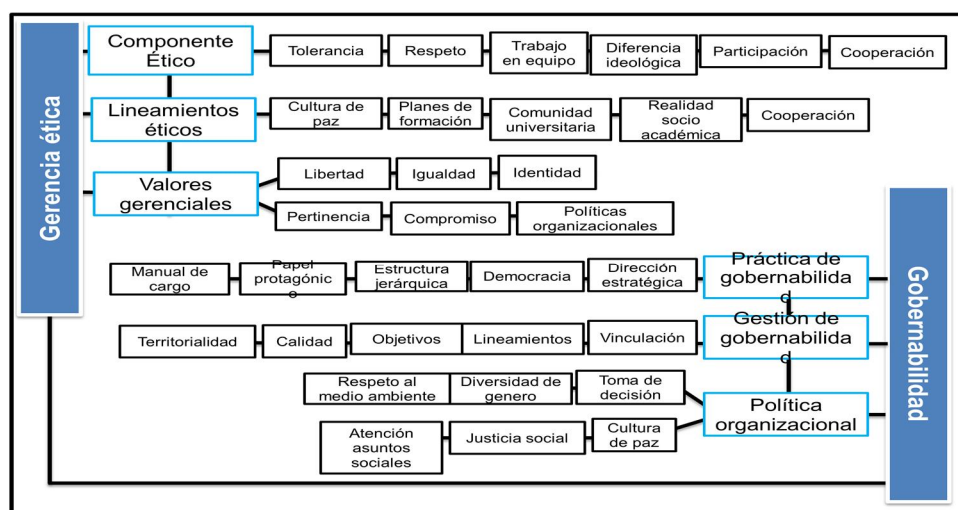 Gerencia ética
Componente
Ético
Tolerancia
Respeto
Trabajo
en equipo
Diferencia
ideológica
Participación
Cooperación
Lineamientos
éticos
Cultura de
paz
Planes de
formación
Comunidad
universitaria
Realidad
socio
académica
Cooperación
Valores
gerenciales
Libertad
Igualdad
Identidad
Pertinencia
Compromiso
Políticas
organizacionales
Manual de
cargo
Papel
protagónic
o
Estructura
jerárquica
Democracia
Dirección
estratégica
Práctica de
gobernabilida
d
Territorialidad
Calidad
Objetivos
Lineamientos
Vinculación
Gestión de
gobernabilida
d
Respeto al
medio ambiente
Diversidad de
genero
Toma de
decisión
Política
organizacional
Atención
asuntos
sociales
Justicia social
Cultura
de paz
Gobernabilidad